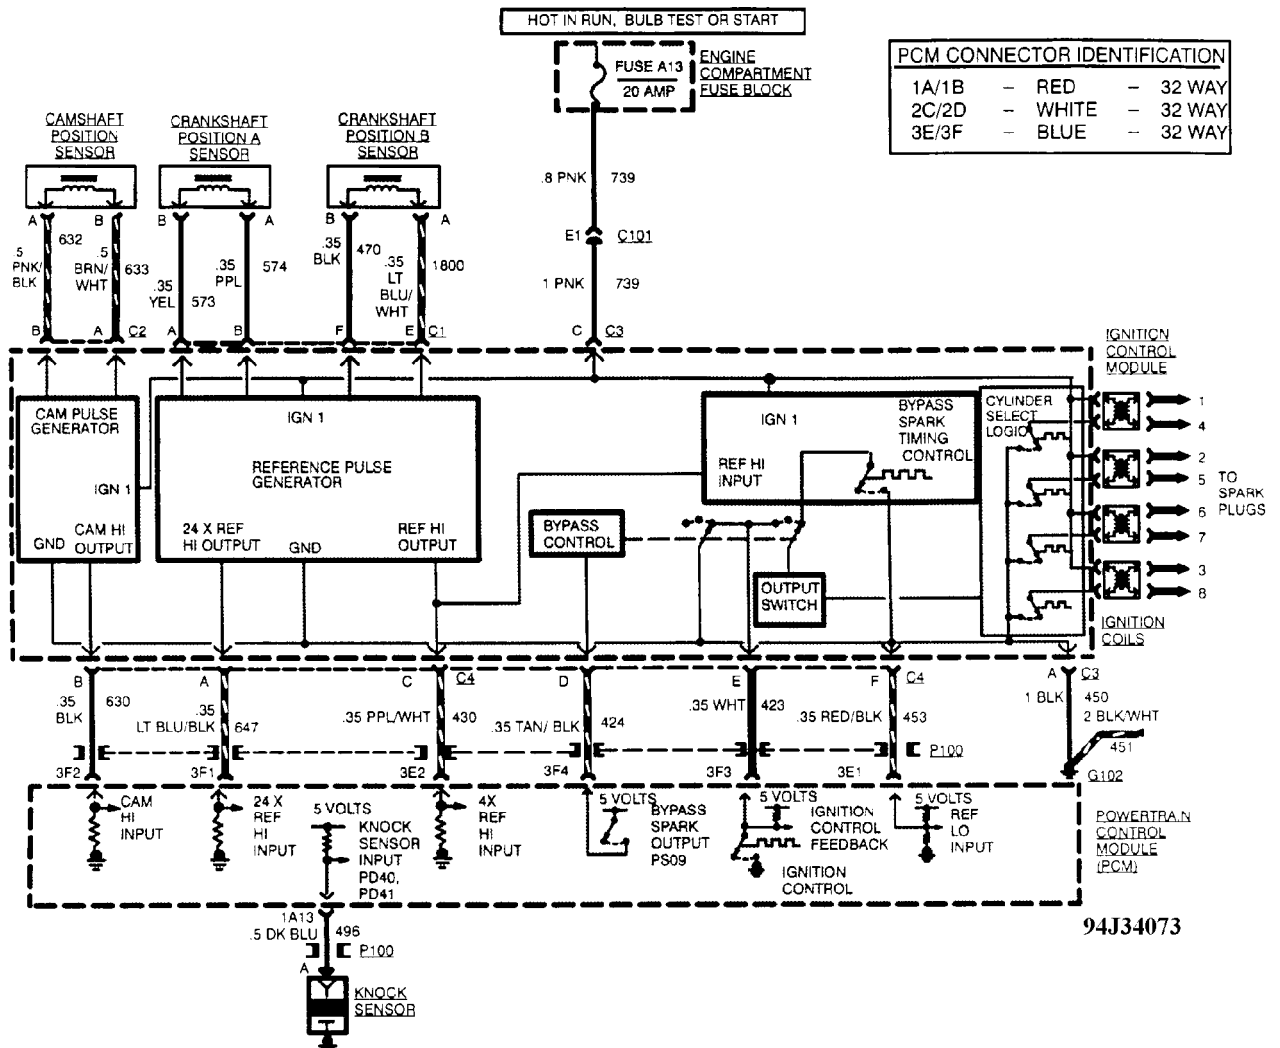 HOT IN RUN, BULB TEST OR START
FUSE A13
20 AMP
ENGINE
COMPARTMENT
FUSE BLOCK
PCM CONNECTOR IDENTIFICATION
1A/1B – RED – 32 WAY
2C/2D – WHITE – 32 WAY
3E/3F – BLUE – 32 WAY
CAMSHAFT
POSITION
SENSOR
CRANKSHAFT
POSITION A
SENSOR
CRANKSHAFT
POSITION B
SENSOR
A B B A B A
.5
PNK/
BLK
632
.5
BRN/
WHT
633
.35
YEL
573
.35
PPL
574
.35
BLK
470
.35
LT
BLU/
WHT
1800
.8 PNK 739
E1 C101
1 PNK 739
B A C2 A B F E C1 C C3
IGNITION
CONTROL
MODULE
CAM PULSE
GENERATOR
IGN 1
GND
CAM HI
OUTPUT
IGN 1
REFERENCE PULSE
GENERATOR
24 X REF
HI OUTPUT
GND
REF HI
OUTPUT
IGN 1
REF HI
INPUT
BYPASS
SPARK
TIMING
CONTROL
CYLINDER
SELECT
LOGIC
BYPASS
CONTROL
OUTPUT
SWITCH
1
4
2
5
6
7
3
8
TO
SPARK
PLUGS
IGNITION
COILS
B A C C4 D E F C4 A C3
.35
BLK
630
.35
LT BLU/BLK
647
.35 PPL/WHT 430
.35 TAN/ BLK 424
.35 WHT 423
.35 RED/BLK 453
1 BLK 450
2 BLK/WHT
451
P100
G102
3F2 3F1 3E2 3F4 3F3 3E1
CAM
HI
INPUT
24 X
REF
HI
INPUT
5 VOLTS
KNOCK
SENSOR
INPUT
PD40,
PD41
4X
REF
HI
INPUT
5 VOLTS
BYPASS
SPARK
OUTPUT
PS09
5 VOLTS
IGNITION
CONTROL
FEEDBACK
IGNITION
CONTROL
5 VOLTS
REF
LO
INPUT
POWERTRAIN
CONTROL
MODULE
(PCM)
1A13
.5 DK BLU 496
P100
A
KNOCK
SENSOR
94J34073